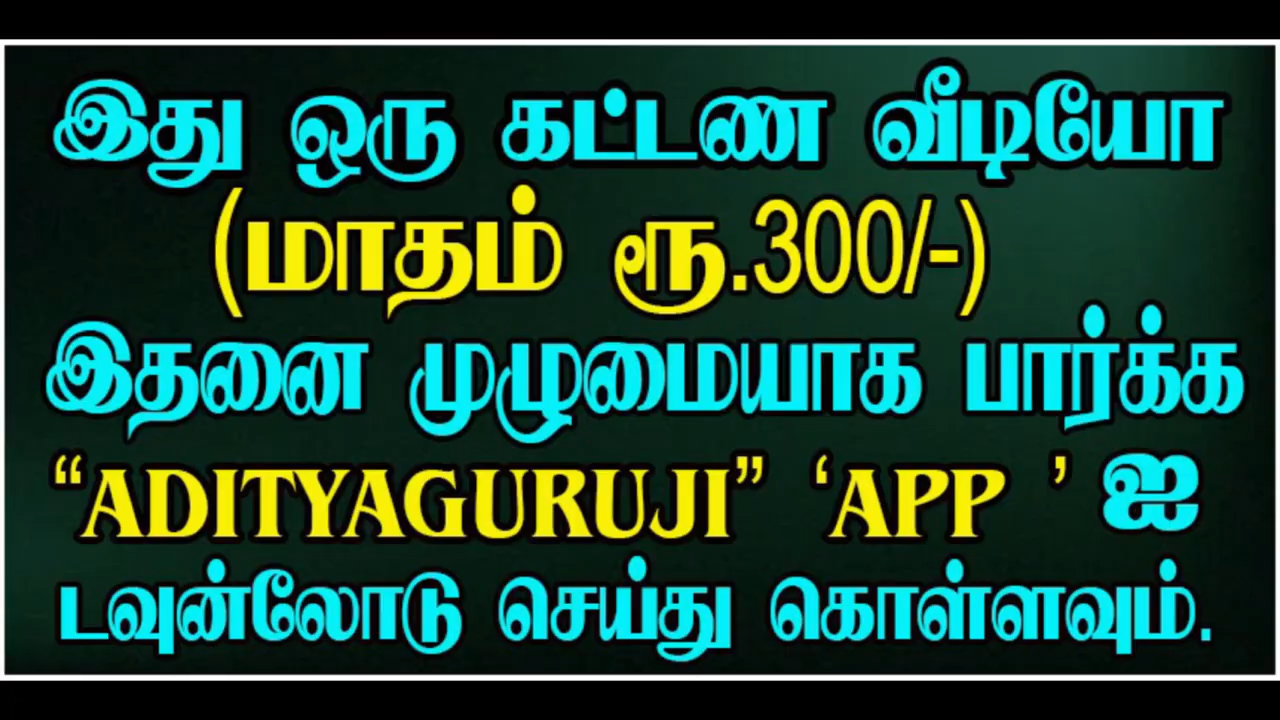 இது ஒரு கட்டண வீடியோ
(மாதம் ரூ.300/-)
இதனை முழுமையாக பார்க்க
“ADITYAGURUJI” ‘APP ’ ஐ
டவுன்லோடு செய்து கொள்ளவும்.